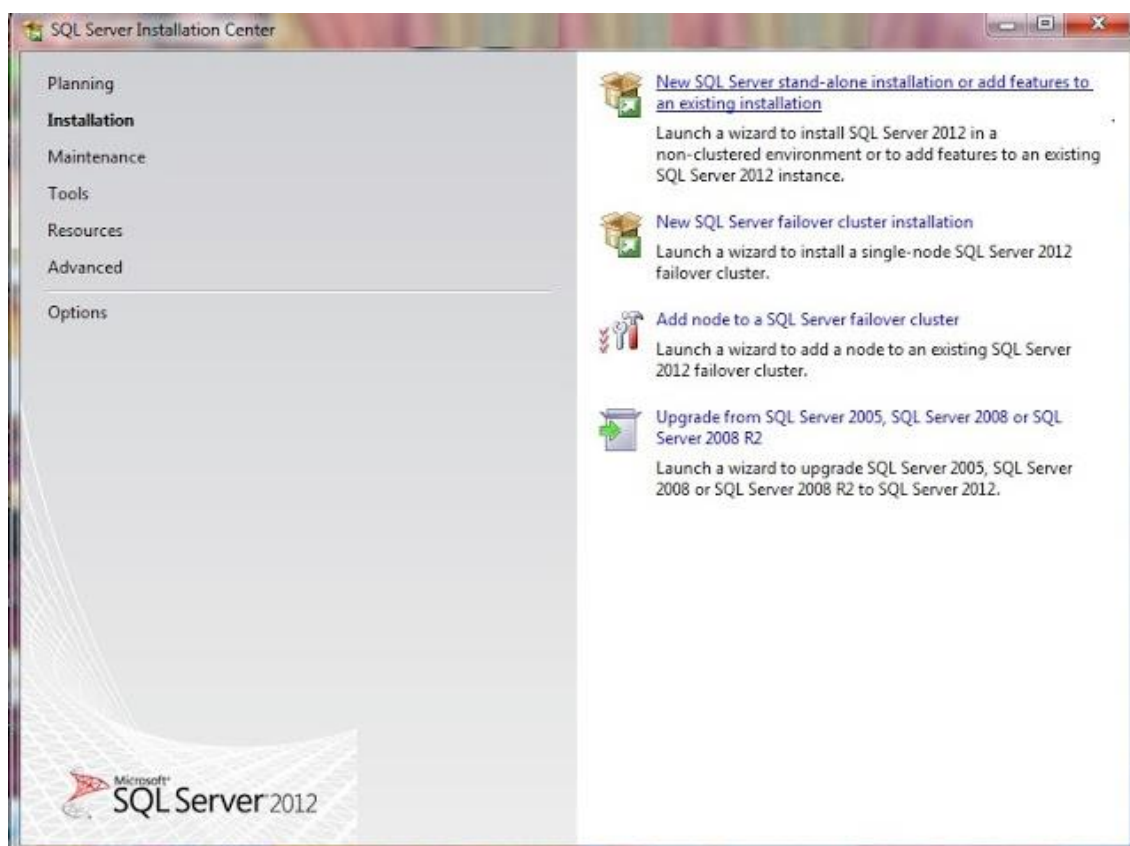 SQL Server Installation Center
Planning
Installation
Maintenance
Tools
Resources
Advanced
Options
New SQL Server stand-alone installation or add features to
an existing installation
Launch a wizard to install SQL Server 2012 in a
non-clustered environment or to add features to an existing
SQL Server 2012 instance.
New SQL Server failover cluster installation
Launch a wizard to install a single-node SQL Server 2012
failover cluster.
Add node to a SQL Server failover cluster
Launch a wizard to add a node to an existing SQL Server
2012 failover cluster.
Upgrade from SQL Server 2005, SQL Server 2008 or SQL
Server 2008 R2
Launch a wizard to upgrade SQL Server 2005, SQL Server
2008 or SQL Server 2008 R2 to SQL Server 2012.
Microsoft®
SQL Server 2012